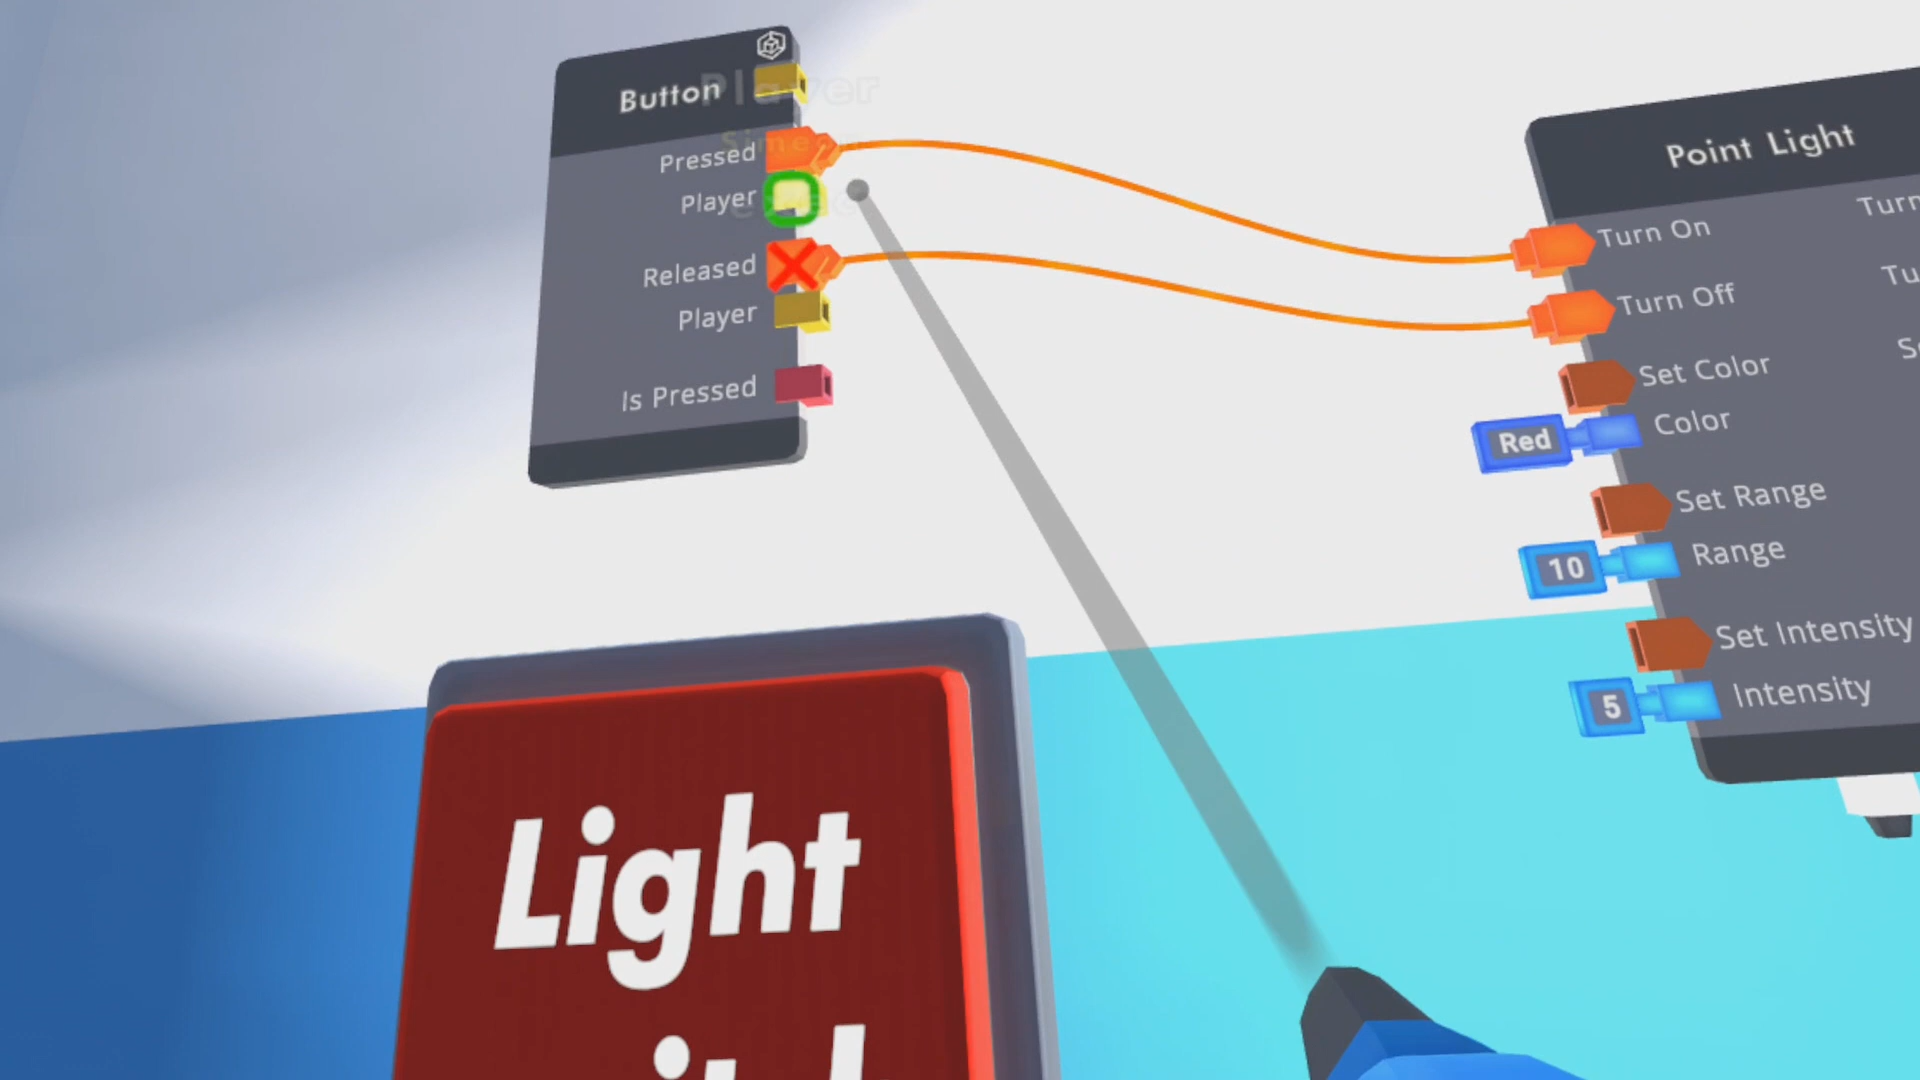 Button
Player
Pressed
Player
Released
Player
Is Pressed
Point Light
Turn On
Turn Off
Set Color
Red
Color
Set Range
10
Range
Set Intensity
5
Intensity
Light